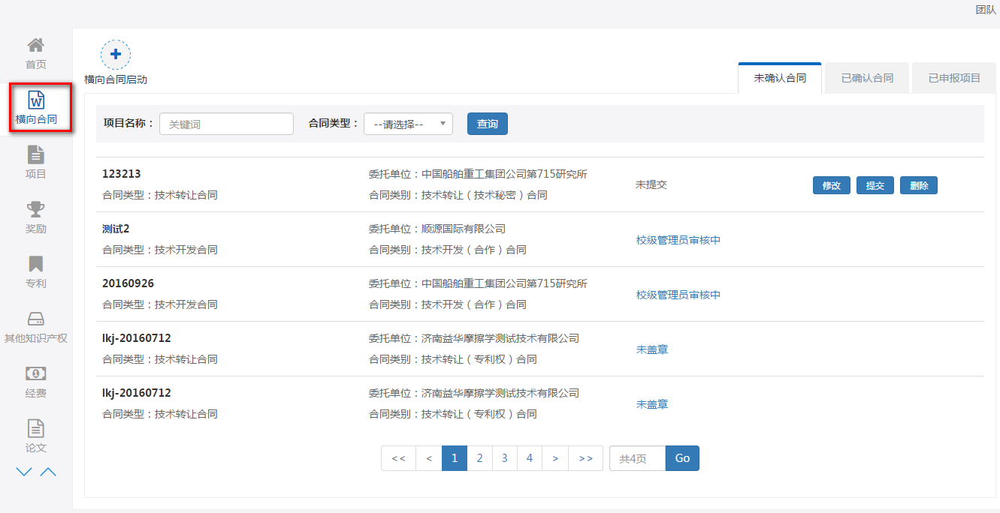 团队
首页
横向合同
项目
奖励
专利
其他知识产权
经费
论文
横向合同启动
未确认合同
已确认合同
已申报项目
项目名称：
关键词
合同类型：
--请选择--
查询
123213
合同类型：技术转让合同
委托单位：中国船舶重工集团公司第715研究所
合同类别：技术转让（技术秘密）合同
未提交
修改
提交
删除
测试2
合同类型：技术开发合同
委托单位：顺源国际有限公司
合同类别：技术开发（合作）合同
校级管理员审核中
20160926
合同类型：技术开发合同
委托单位：中国船舶重工集团公司第715研究所
合同类别：技术开发（合作）合同
校级管理员审核中
lkj-20160712
合同类型：技术转让合同
委托单位：济南益华摩擦学测试技术有限公司
合同类别：技术转让（专利权）合同
未盖章
lkj-20160712
合同类型：技术转让合同
委托单位：济南益华摩擦学测试技术有限公司
合同类别：技术转让（专利权）合同
未盖章
<< < 1 2 3 4 > >> 共4页 Go